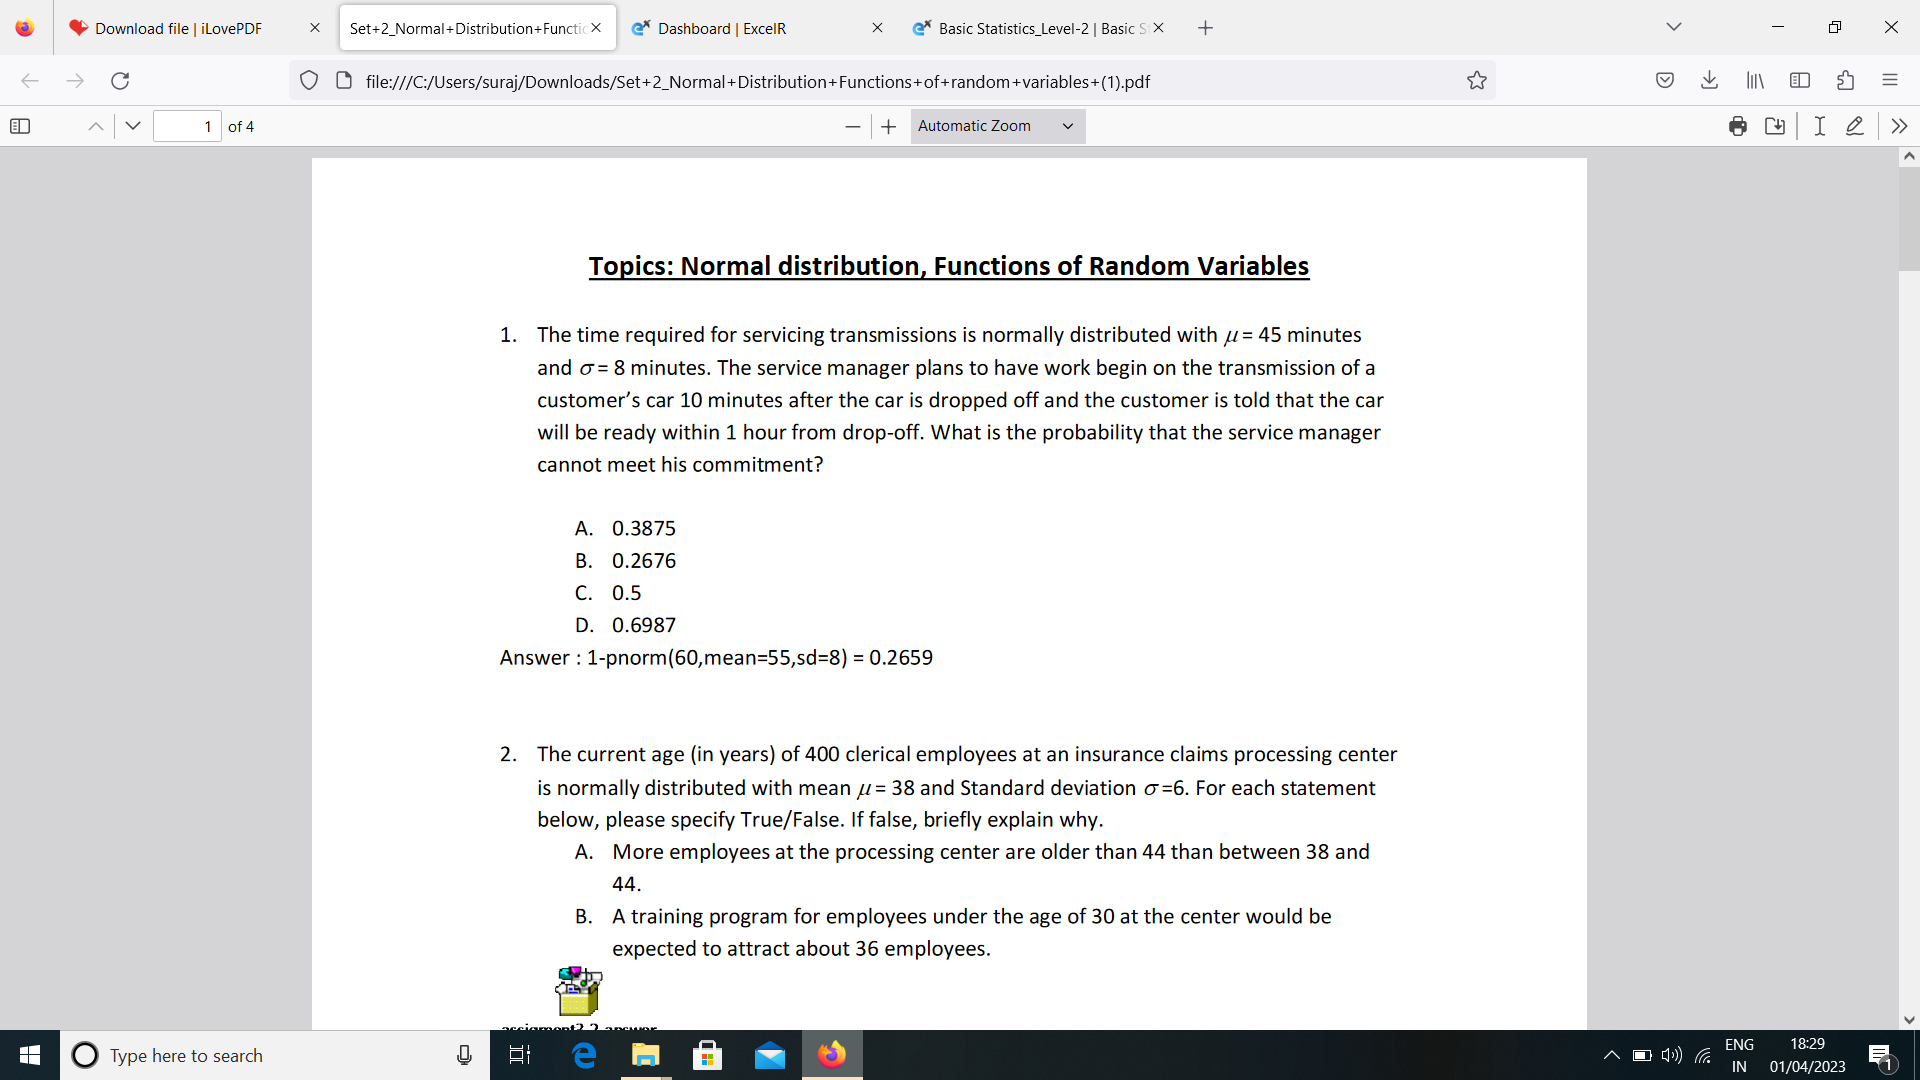 Download file | iLovePDF
Set+2_Normal+Distribution+Functic
Dashboard | ExcelR
Basic Statistics_Level-2 | Basic S
file:///C:/Users/suraj/Downloads/Set+2_Normal+Distribution+Functions+of+random+variables+(1).pdf
1 of 4
Automatic Zoom
Topics: Normal distribution, Functions of Random Variables
1. The time required for servicing transmissions is normally distributed with μ = 45 minutes
and σ = 8 minutes. The service manager plans to have work begin on the transmission of a
customer’s car 10 minutes after the car is dropped off and the customer is told that the car
will be ready within 1 hour from drop-off. What is the probability that the service manager
cannot meet his commitment?
A. 0.3875
B. 0.2676
C. 0.5
D. 0.6987
Answer : 1-pnorm(60,mean=55,sd=8) = 0.2659
2. The current age (in years) of 400 clerical employees at an insurance claims processing center
is normally distributed with mean μ = 38 and Standard deviation σ =6. For each statement
below, please specify True/False. If false, briefly explain why.
A. More employees at the processing center are older than 44 than between 38 and
44.
B. A training program for employees under the age of 30 at the center would be
expected to attract about 36 employees.
Type here to search
ENG
IN
18:29
01/04/2023
1